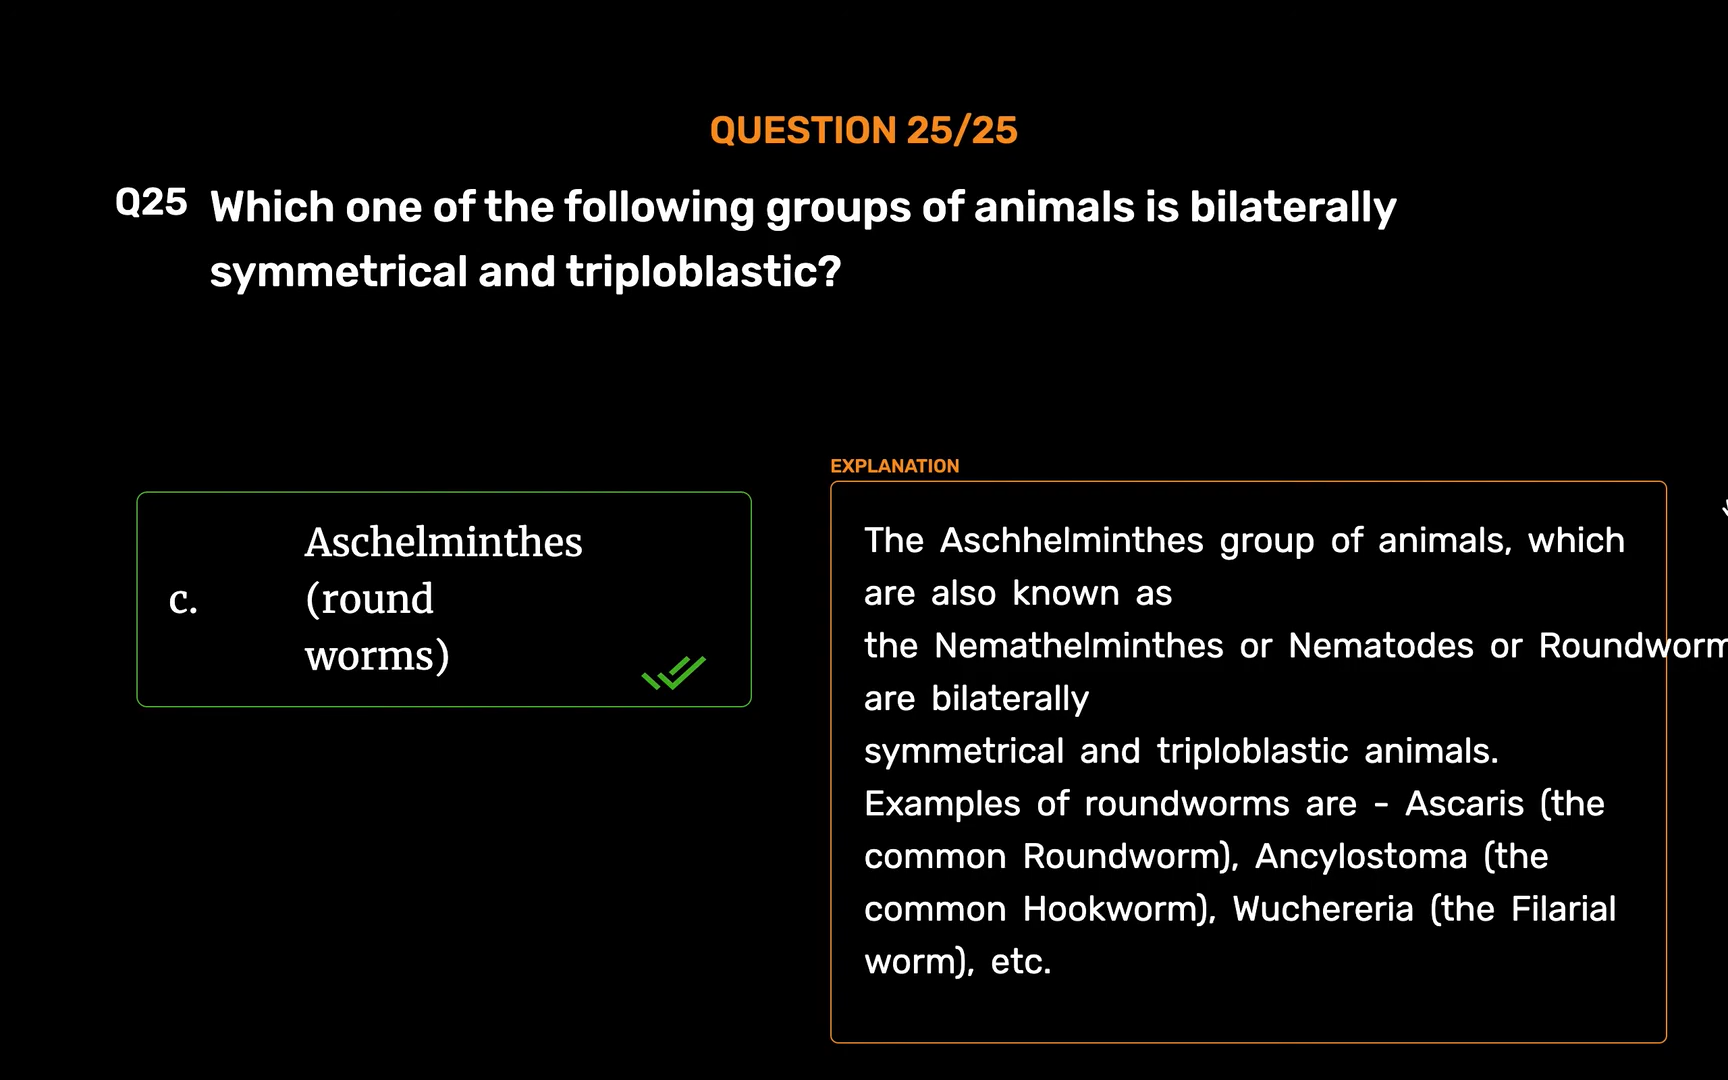 QUESTION 25/25
Q25 Which one of the following groups of animals is bilaterally
symmetrical and triploblastic?
c. Aschelminthes
(round
worms)
EXPLANATION
The Aschhelminthes group of animals, which
are also known as
the Nemathelminthes or Nematodes or Roundworm
are bilaterally
symmetrical and triploblastic animals.
Examples of roundworms are - Ascaris (the
common Roundworm), Ancylostoma (the
common Hookworm), Wuchereria (the Filarial
worm), etc.